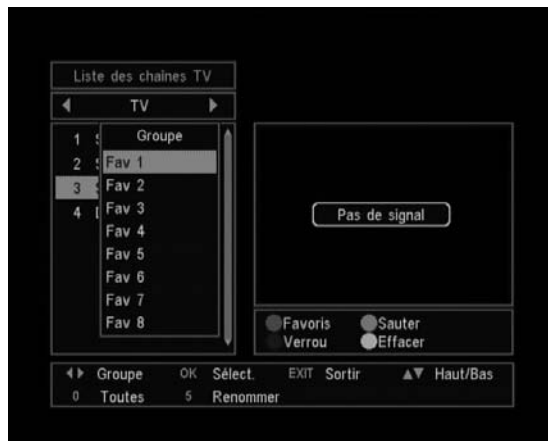 Liste des chaînes TV
TV
Groupe
1 S
2 S
3 S
4
Fav 1
Fav 2
Fav 3
Fav 4
Fav 5
Fav 6
Fav 7
Fav 8
Pas de signal
Favoris Sauter
Verrou Effacer
Groupe OK Sélect. EXIT Sortir Haut/Bas
0 Toutes 5 Renommer